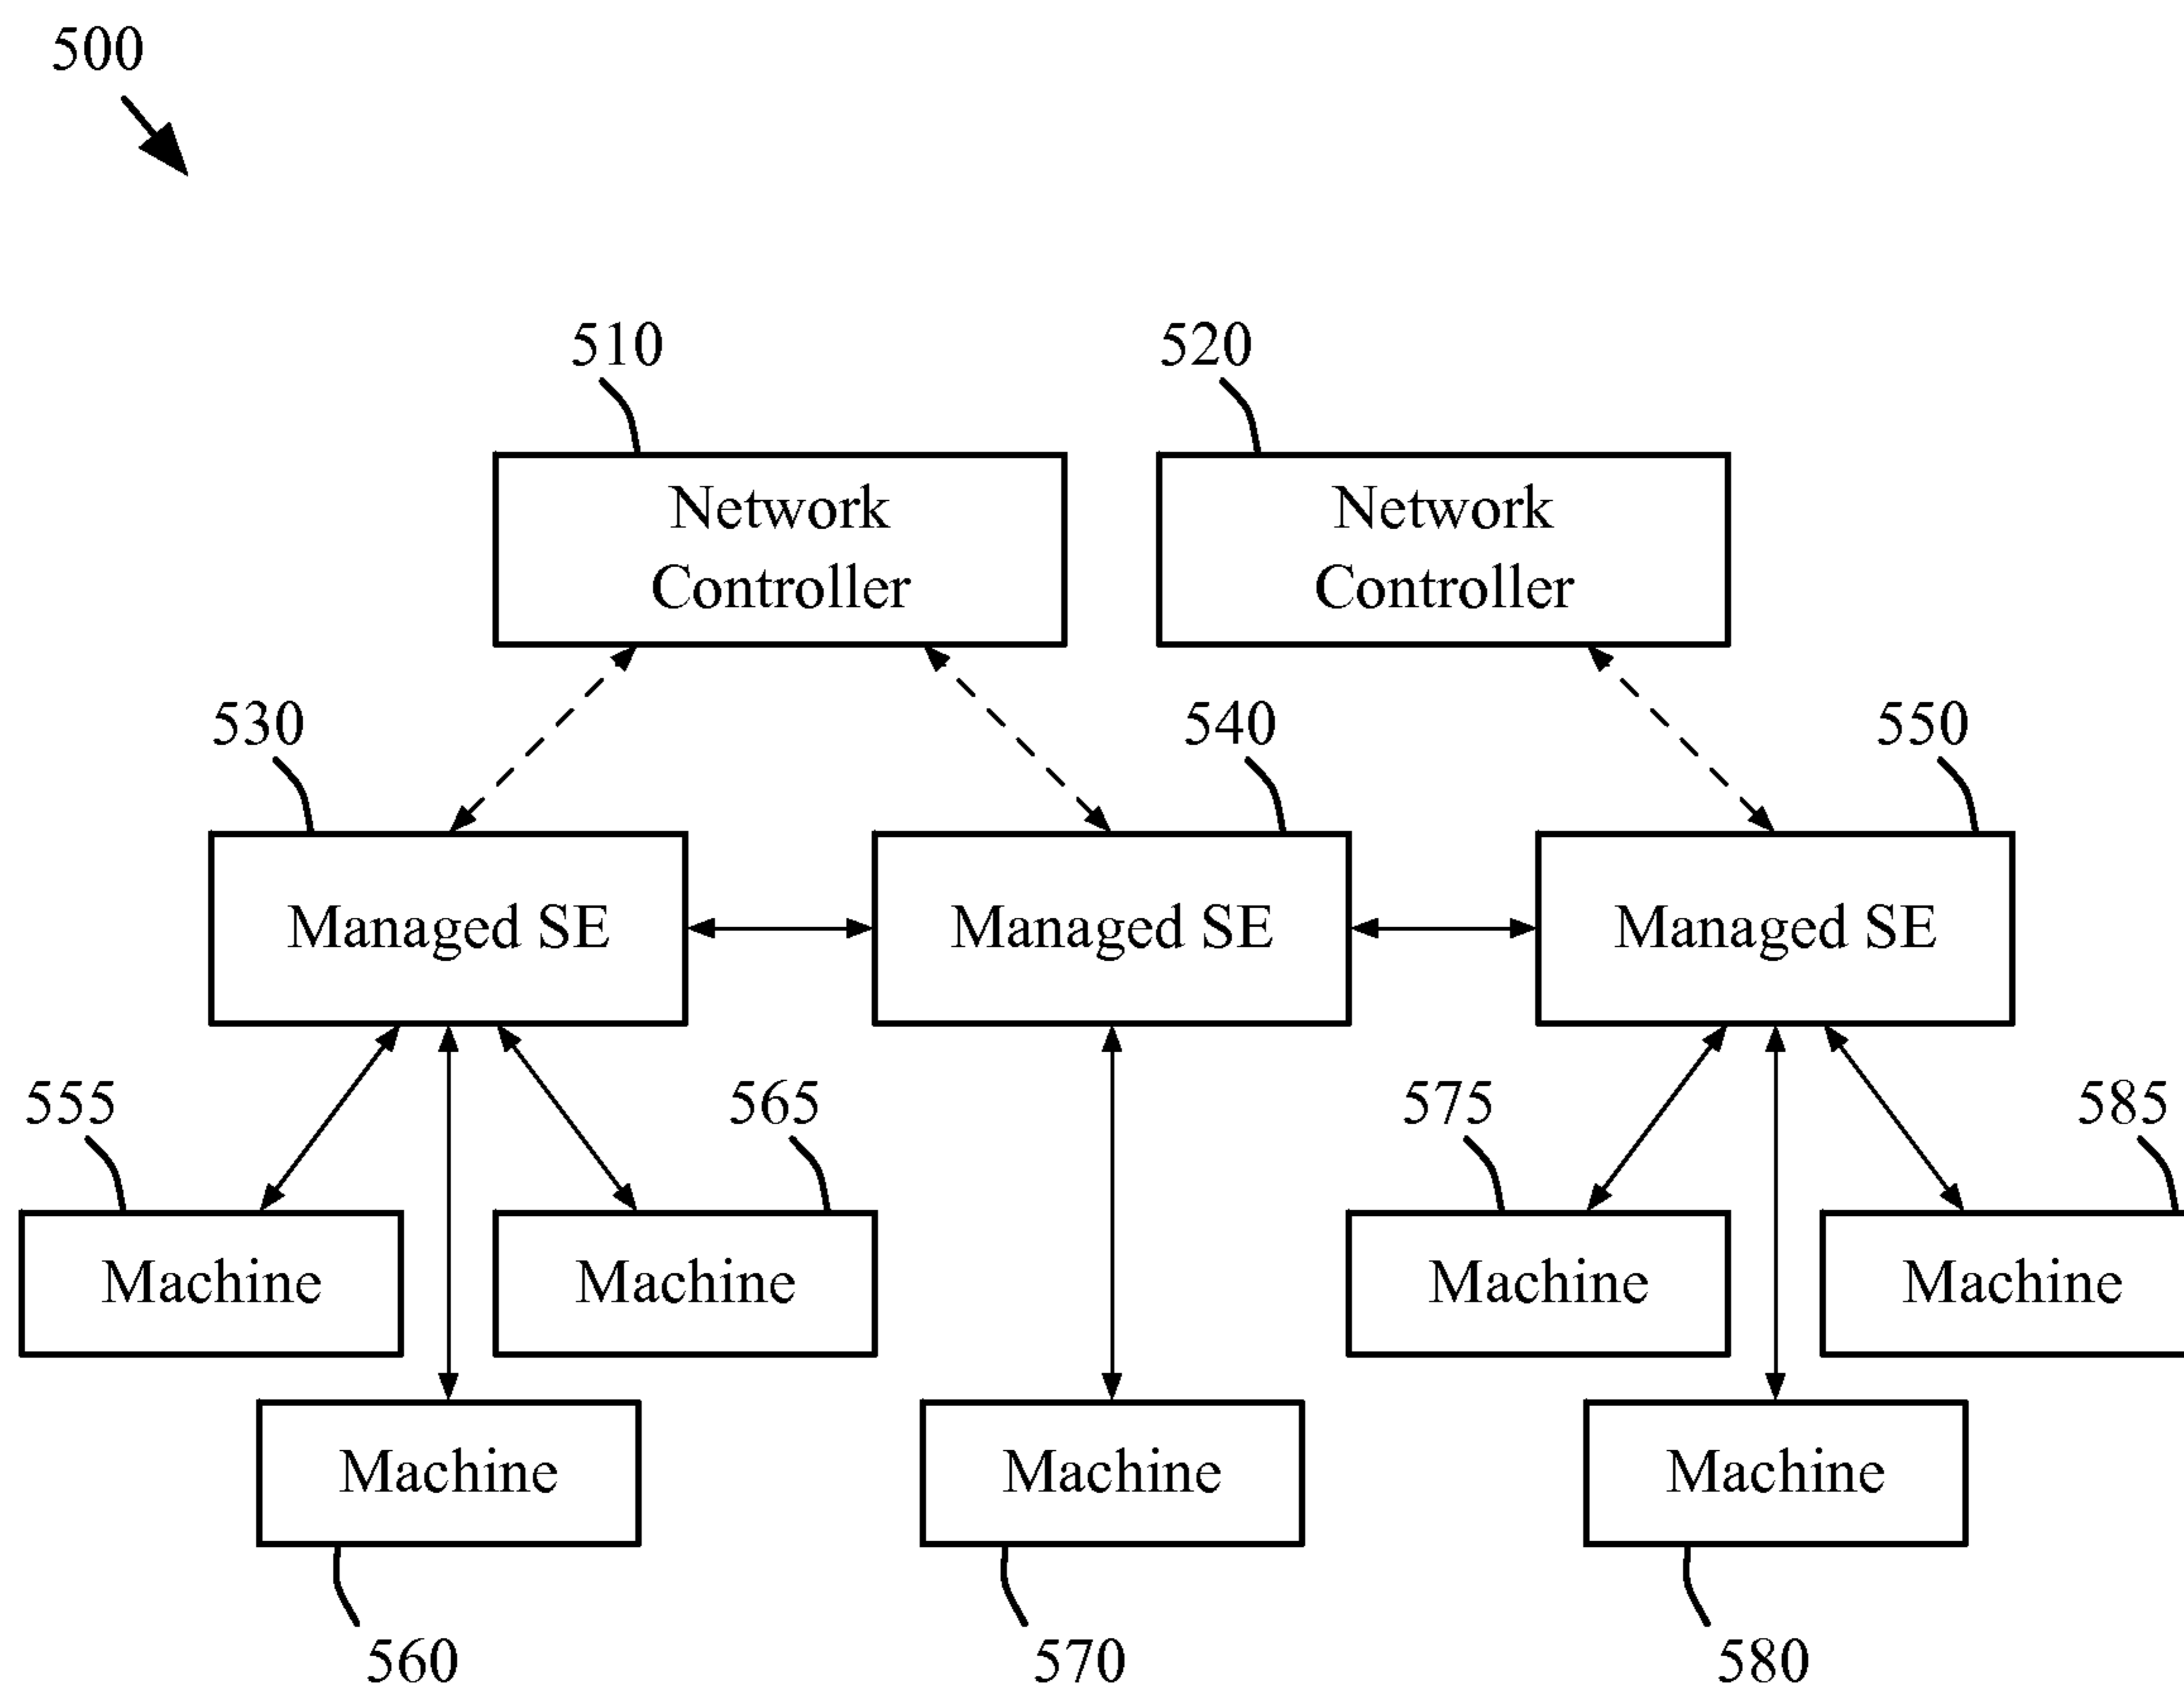 500
510
520
Network
Controller
Network
Controller
530
540
550
Managed SE
Managed SE
Managed SE
555
565
575
585
Machine
Machine
Machine
Machine
Machine
Machine
Machine
560
570
580